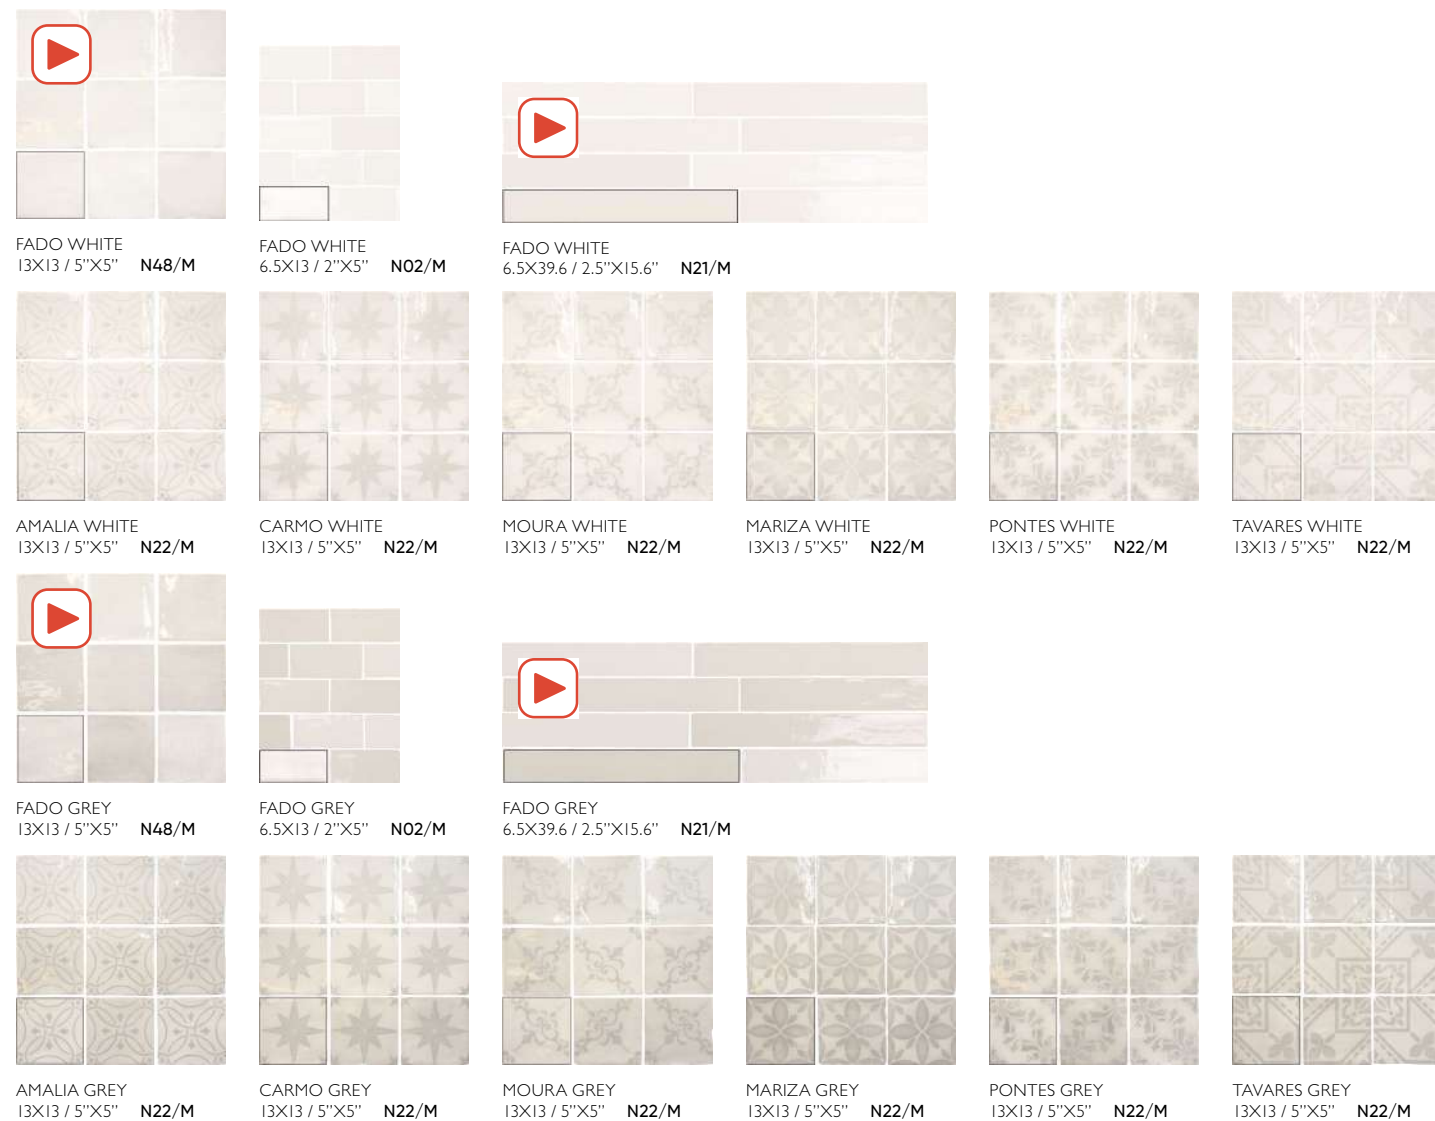 FADO WHITE
13X13 / 5”X5” N48/M
FADO WHITE
6.5X13 / 2”X5” N02/M
FADO WHITE
6.5X39.6 / 2.5”X15.6” N21/M
AMALIA WHITE
13X13 / 5”X5” N22/M
CARMO WHITE
13X13 / 5”X5” N22/M
MOURA WHITE
13X13 / 5”X5” N22/M
MARIZA WHITE
13X13 / 5”X5” N22/M
PONTES WHITE
13X13 / 5”X5” N22/M
TAVARES WHITE
13X13 / 5”X5” N22/M
FADO GREY
13X13 / 5”X5” N48/M
FADO GREY
6.5X13 / 2”X5” N02/M
FADO GREY
6.5X39.6 / 2.5”X15.6” N21/M
AMALIA GREY
13X13 / 5”X5” N22/M
CARMO GREY
13X13 / 5”X5” N22/M
MOURA GREY
13X13 / 5”X5” N22/M
MARIZA GREY
13X13 / 5”X5” N22/M
PONTES GREY
13X13 / 5”X5” N22/M
TAVARES GREY
13X13 / 5”X5” N22/M